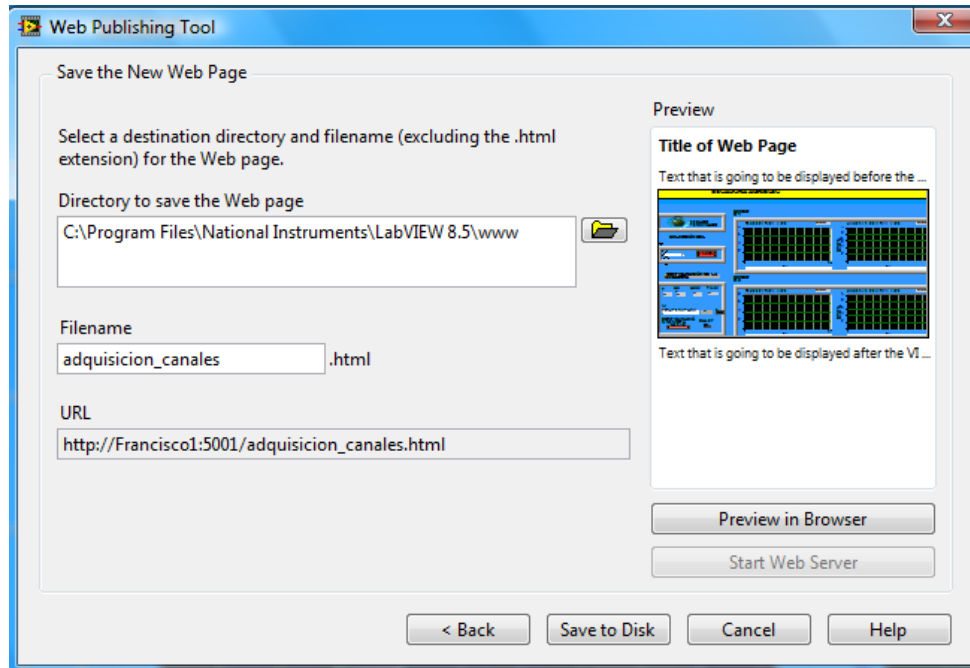 Web Publishing Tool
Save the New Web Page
Select a destination directory and filename (excluding the .html
extension) for the Web page.
Directory to save the Web page
C:\Program Files\National Instruments\LabVIEW 8.5\www
Filename
adquisicion_canales .html
URL
http://Francisco1:5001/adquisicion_canales.html
Preview
Title of Web Page
Text that is going to be displayed before the ...
Text that is going to be displayed after the VI ...
Preview in Browser
Start Web Server
< Back Save to Disk Cancel Help